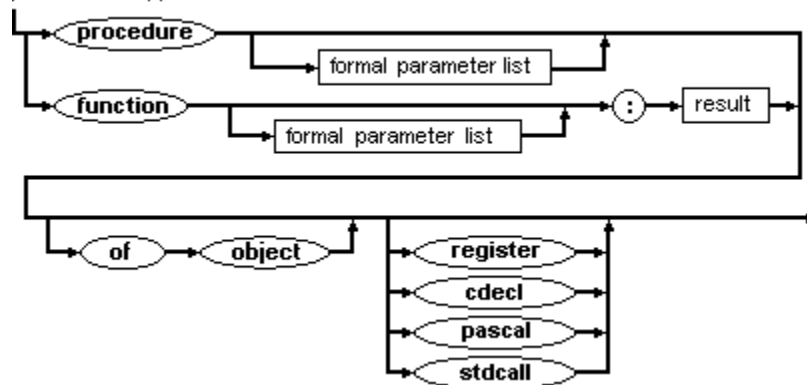 procedure
formal parameter list
function
:
result
formal parameter list
of
object
register
cdecl
pascal
stdcall